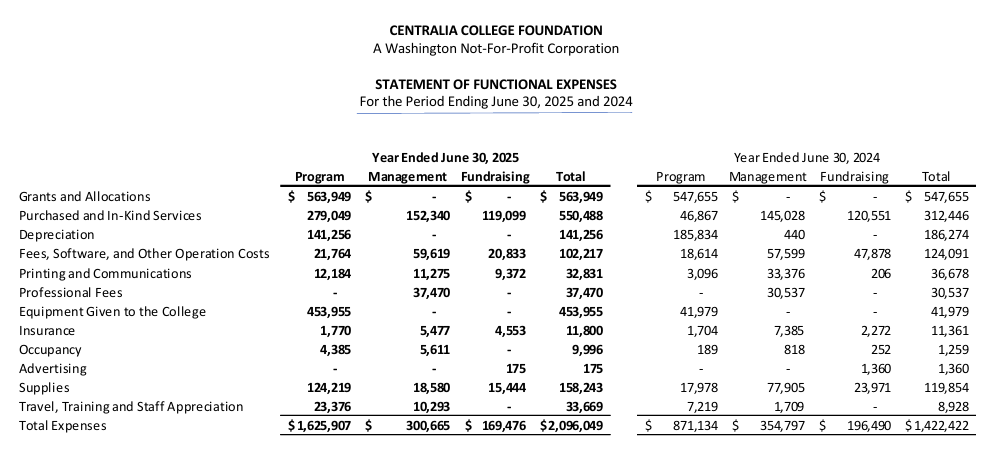 CENTRALIA COLLEGE FOUNDATION
A Washington Not-For-Profit Corporation
STATEMENT OF FUNCTIONAL EXPENSES
For the Period Ending June 30, 2025 and 2024
Year Ended June 30, 2025 Year Ended June 30, 2024
Program Management Fundraising Total Program Management Fundraising Total
Grants and Allocations $ 563,949 $ - $ - $ 563,949 $ 547,655 $ - $ - $ 547,655
Purchased and In-Kind Services 279,049 152,340 119,099 550,488 46,867 145,028 120,551 312,446
Depreciation 141,256 - - 141,256 185,834 440 - 186,274
Fees, Software, and Other Operation Costs 21,764 59,619 20,833 102,217 18,614 57,599 47,878 124,091
Printing and Communications 12,184 11,275 9,372 32,831 3,096 33,376 206 36,678
Professional Fees - 37,470 - 37,470 - 30,537 - 30,537
Equipment Given to the College 453,955 - - 453,955 41,979 - - 41,979
Insurance 1,770 5,477 4,553 11,800 1,704 7,385 2,272 11,361
Occupancy 4,385 5,611 - 9,996 189 818 252 1,259
Advertising - - 175 175 - - 1,360 1,360
Supplies 124,219 18,580 15,444 158,243 17,978 77,905 23,971 119,854
Travel, Training and Staff Appreciation 23,376 10,293 - 33,669 7,219 1,709 - 8,928
Total Expenses $ 1,625,907 $ 300,665 $ 169,476 $ 2,096,049 $ 871,134 $ 354,797 $ 196,490 $ 1,422,422